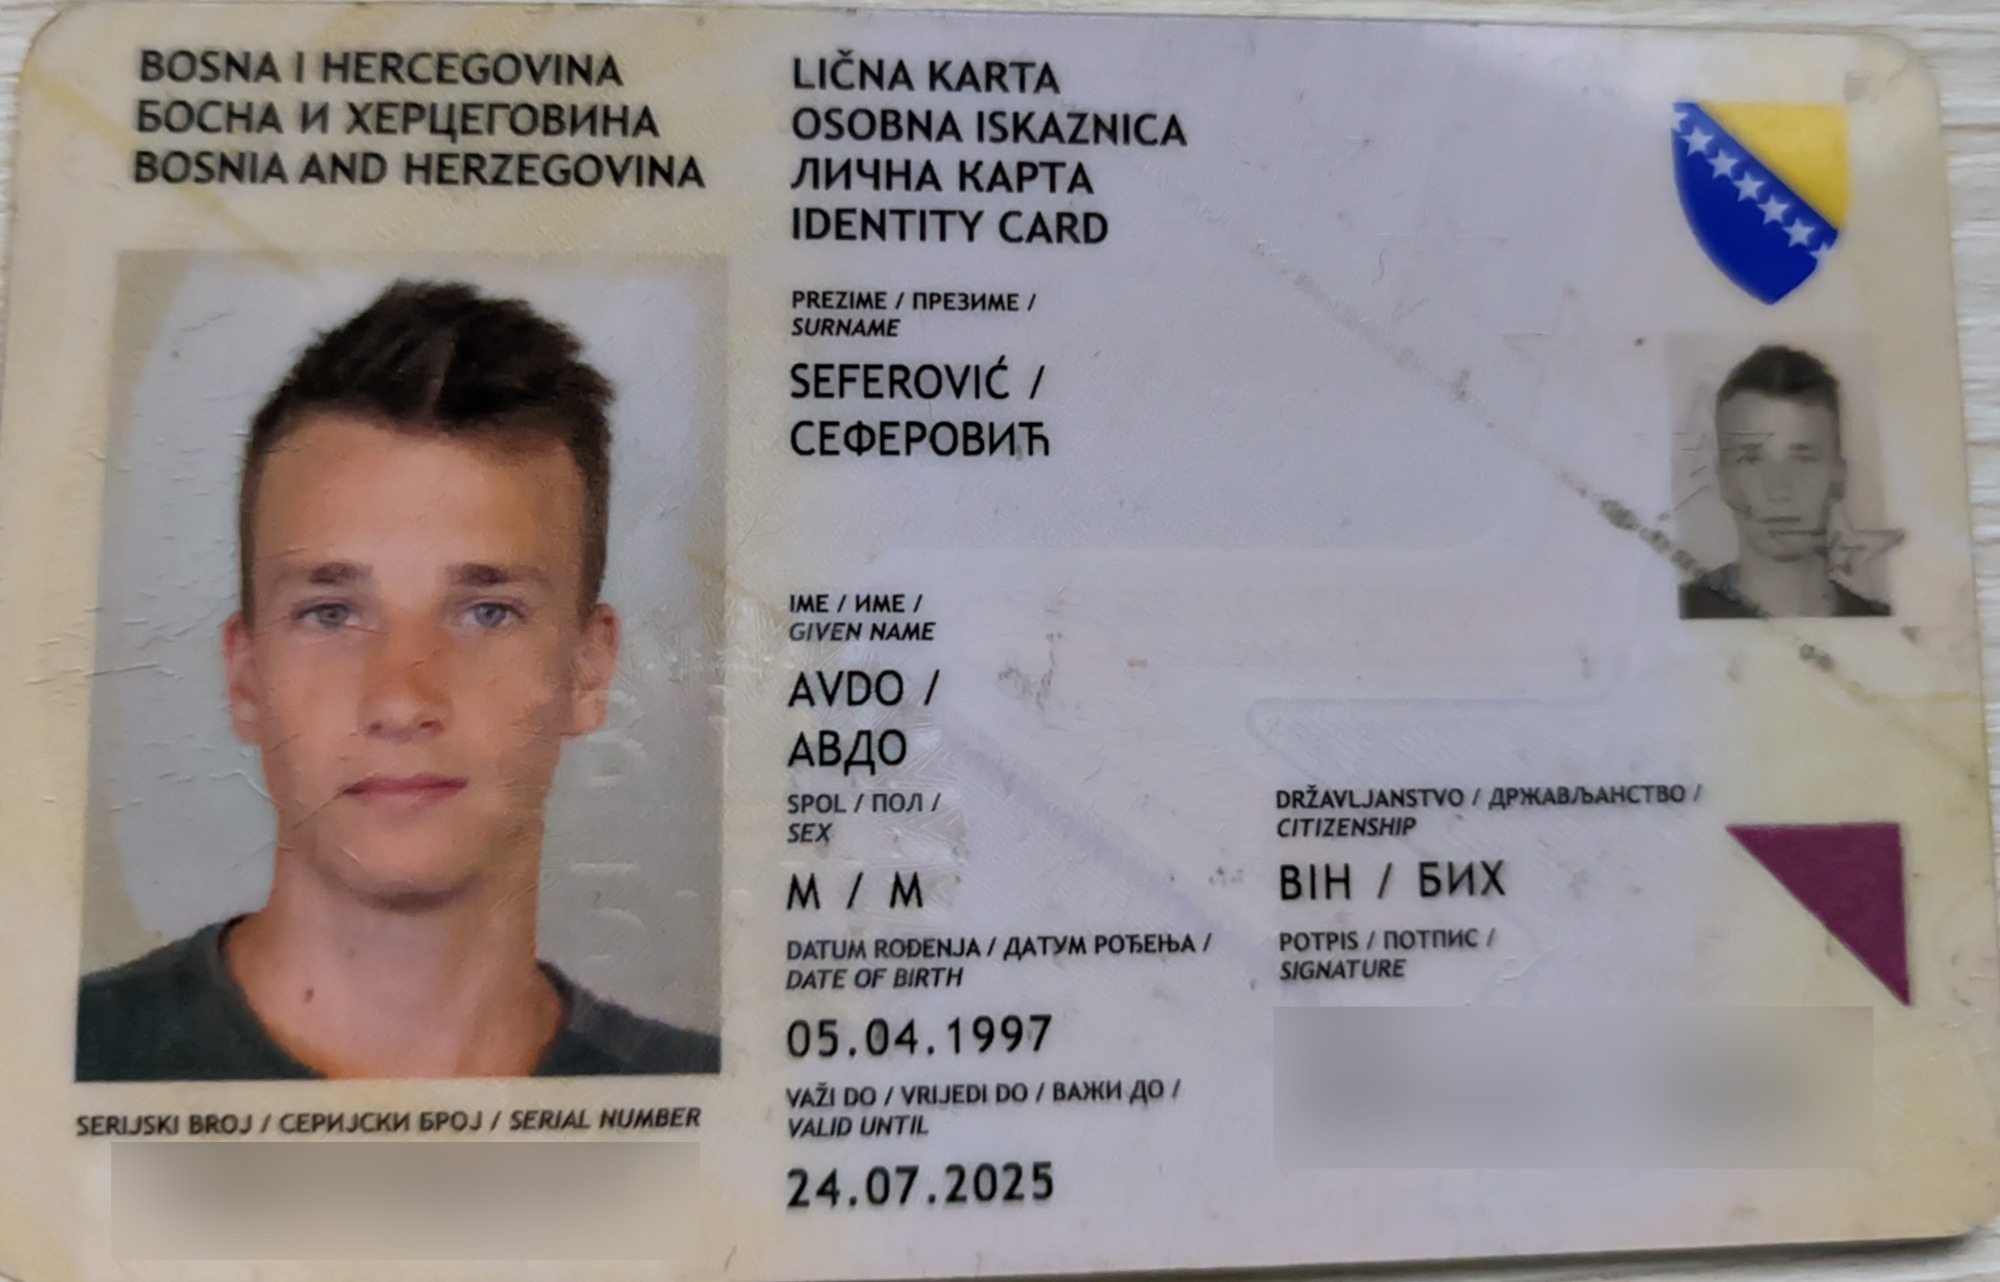 BOSNA I HERCEGOVINA
БОСНА И ХЕРЦЕГОВИНА
BOSNIA AND HERZEGOVINA
LIČNA KARTA
OSOBNA ISKAZNICA
ЛИЧНА КАРТА
IDENTITY CARD
PREZIME / ПРЕЗИМЕ /
SURNAME
SEFEROVIĆ /
СЕФЕРОВИЋ
IME / ИМЕ /
GIVEN NAME
AVDO /
АВДО
SPOL / ПОЛ /
SEX
M / М
DRŽAVLJANSTVO / ДРЖАВЉАНСТВО /
CITIZENSHIP
BIH / БИХ
DATUM ROĐENJA / ДАТУМ РОЂЕЊА /
DATE OF BIRTH
05.04.1997
POTPIS / ПОТПИС /
SIGNATURE
VAŽI DO / VRIJEDI DO / ВАЖИ ДО /
VALID UNTIL
24.07.2025
SERIJSKI BROJ / СЕРИЈСКИ БРОЈ / SERIAL NUMBER